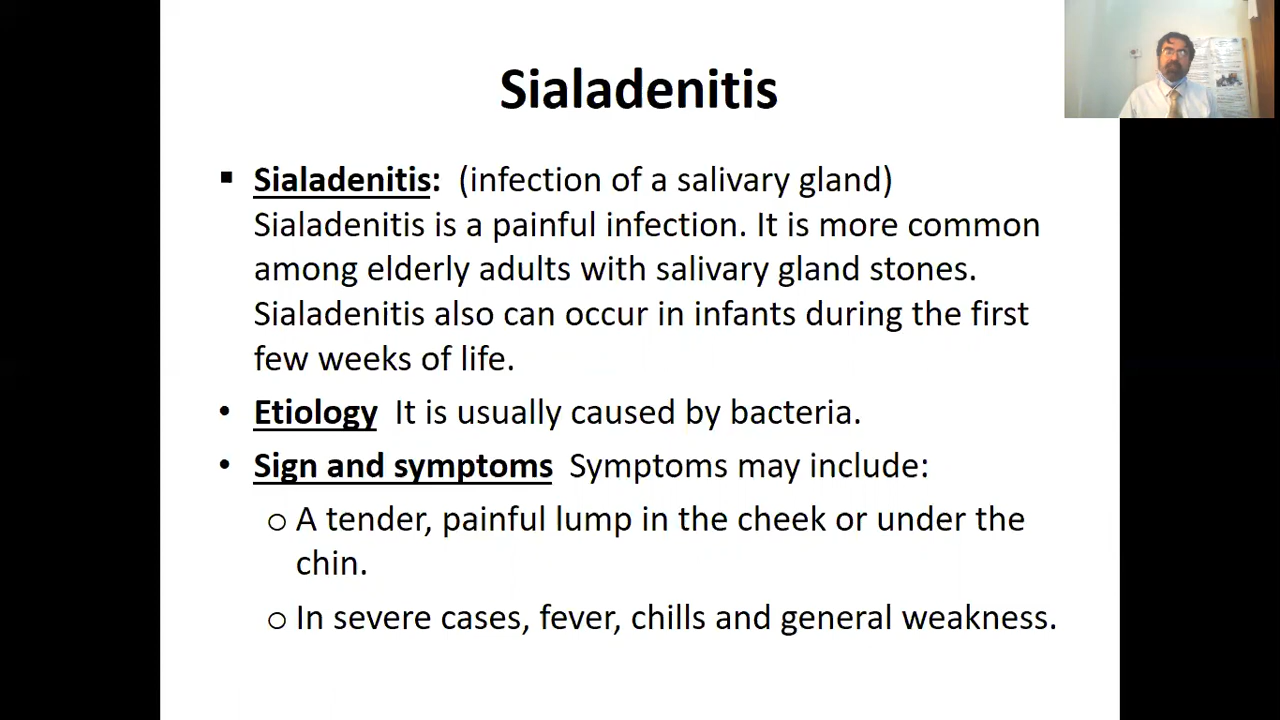 Sialadenitis
▪ Sialadenitis: (infection of a salivary gland)
Sialadenitis is a painful infection. It is more common
among elderly adults with salivary gland stones.
Sialadenitis also can occur in infants during the first
few weeks of life.
• Etiology It is usually caused by bacteria.
• Sign and symptoms Symptoms may include:
o A tender, painful lump in the cheek or under the
chin.
o In severe cases, fever, chills and general weakness.